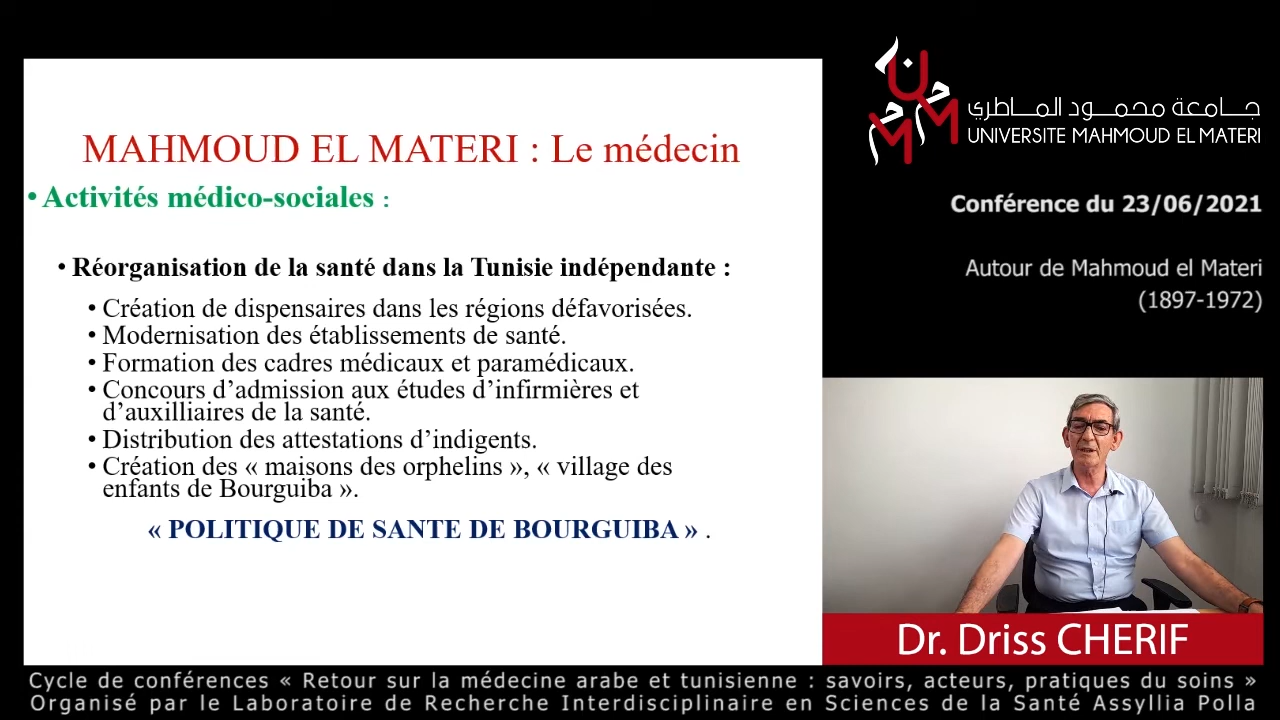 MAHMOUD EL MATERI : Le médecin
• Activités médico-sociales :
• Réorganisation de la santé dans la Tunisie indépendante :
• Création de dispensaires dans les régions défavorisées.
• Modernisation des établissements de santé.
• Formation des cadres médicaux et paramédicaux.
• Concours d’admission aux études d’infirmières et
d’auxilliaires de la santé.
• Distribution des attestations d’indigents.
• Création des « maisons des orphelins », « village des
enfants de Bourguiba ».
« POLITIQUE DE SANTE DE BOURGUIBA » .
جامعة محمود الماطري
UNIVERSITE MAHMOUD EL MATERI
Conférence du 23/06/2021
Autour de Mahmoud el Materi
(1897-1972)
Dr. Driss CHERIF
Cycle de conférences « Retour sur la médecine arabe et tunisienne : savoirs, acteurs, pratiques du soins »
Organisé par le Laboratoire de Recherche Interdisciplinaire en Sciences de la Santé Assyllia Polla